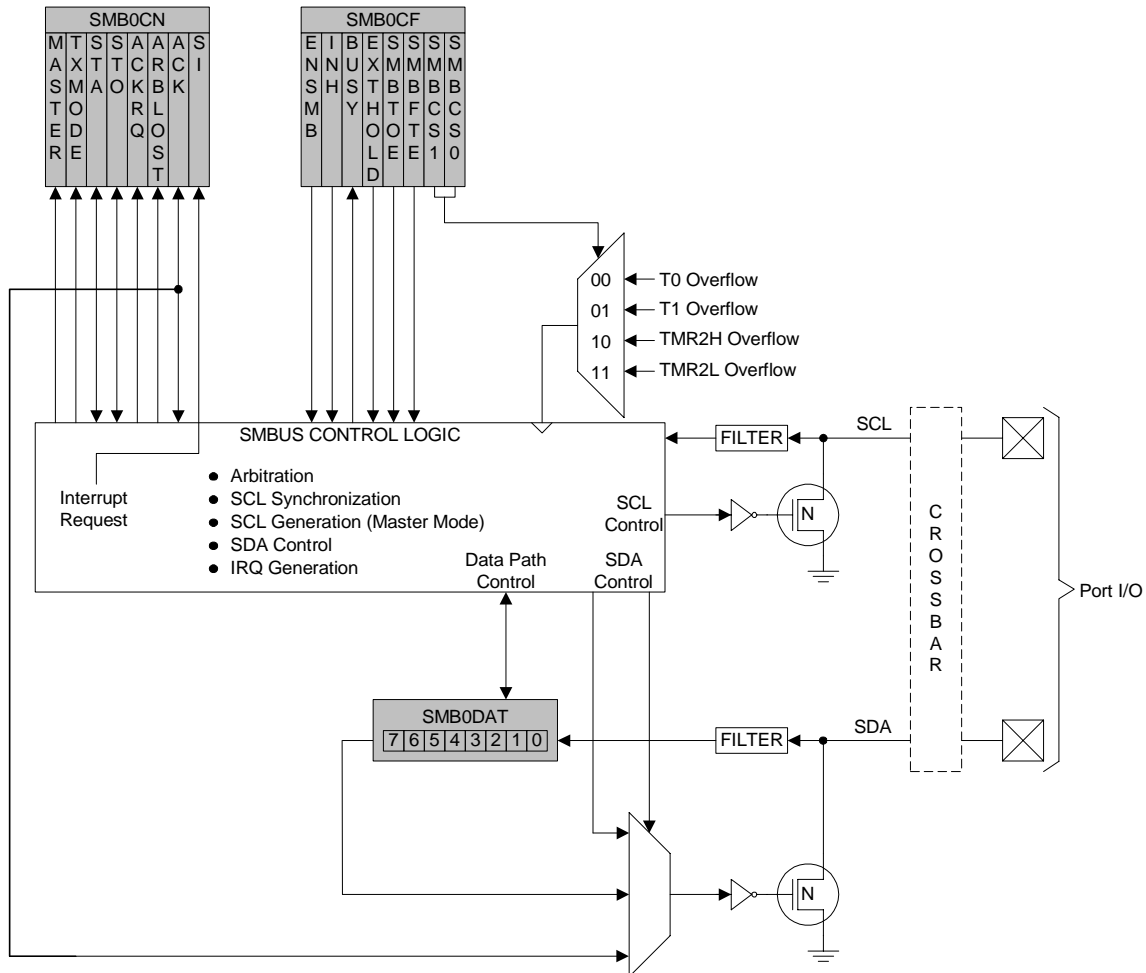 SMB0CN
MASTER
TXMODE
STA
STO
ACKRQ
ARBLOST
ACK
SI
SMB0CF
ENSMB
INH
BUSY
EXTHOLD
SMBTOE
SMBFTE
SMBCS1
SMBCS0
00
T0 Overflow
01
T1 Overflow
10
TMR2H Overflow
11
TMR2L Overflow
SMBUS CONTROL LOGIC
Interrupt
Request
● Arbitration
● SCL Synchronization
● SCL Generation (Master Mode)
● SDA Control
● IRQ Generation
SCL
Control
Data Path
Control
SDA
Control
FILTER
SCL
N
CROSSBAR
Port I/O
SMB0DAT
7 6 5 4 3 2 1 0
FILTER
SDA
N